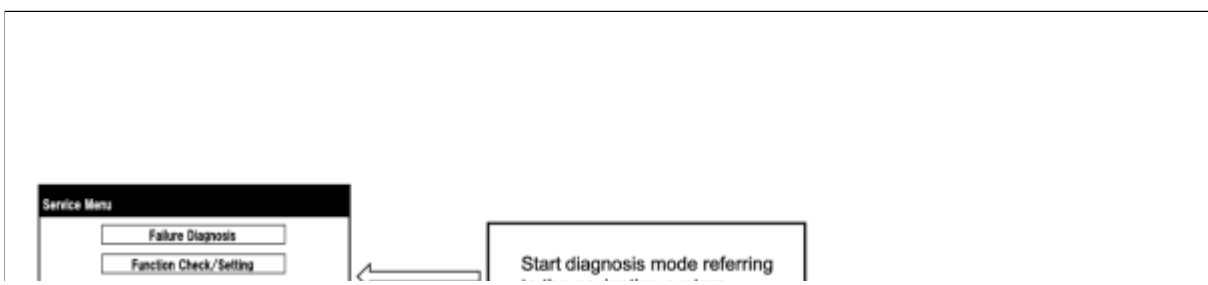 Service Menu
Failure Diagnosis
Function Check/Setting
Start diagnosis mode referring